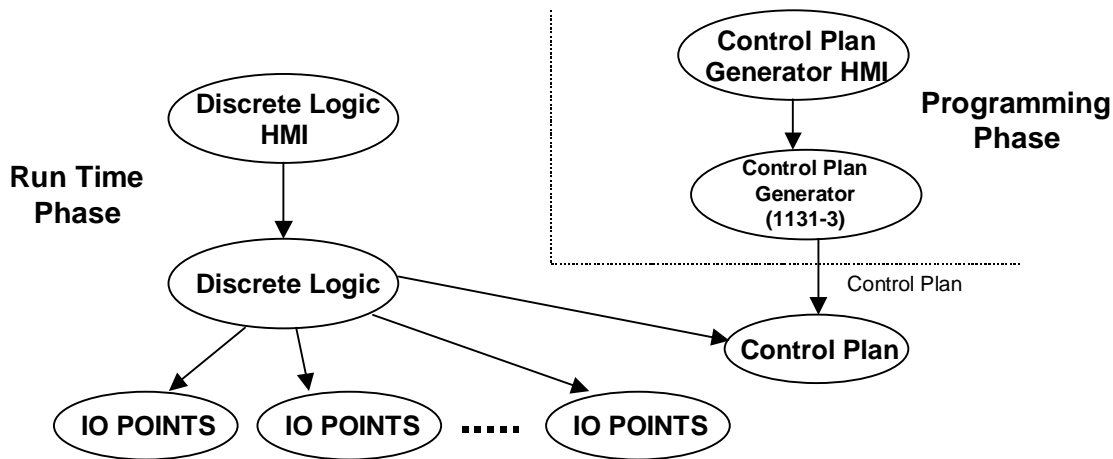 Control Plan
Generator HMI
Programming
Phase
Discrete Logic
HMI
Run Time
Phase
Control Plan
Generator
(1131-3)
Discrete Logic
Control Plan
Control Plan
IO POINTS
IO POINTS
.....
IO POINTS